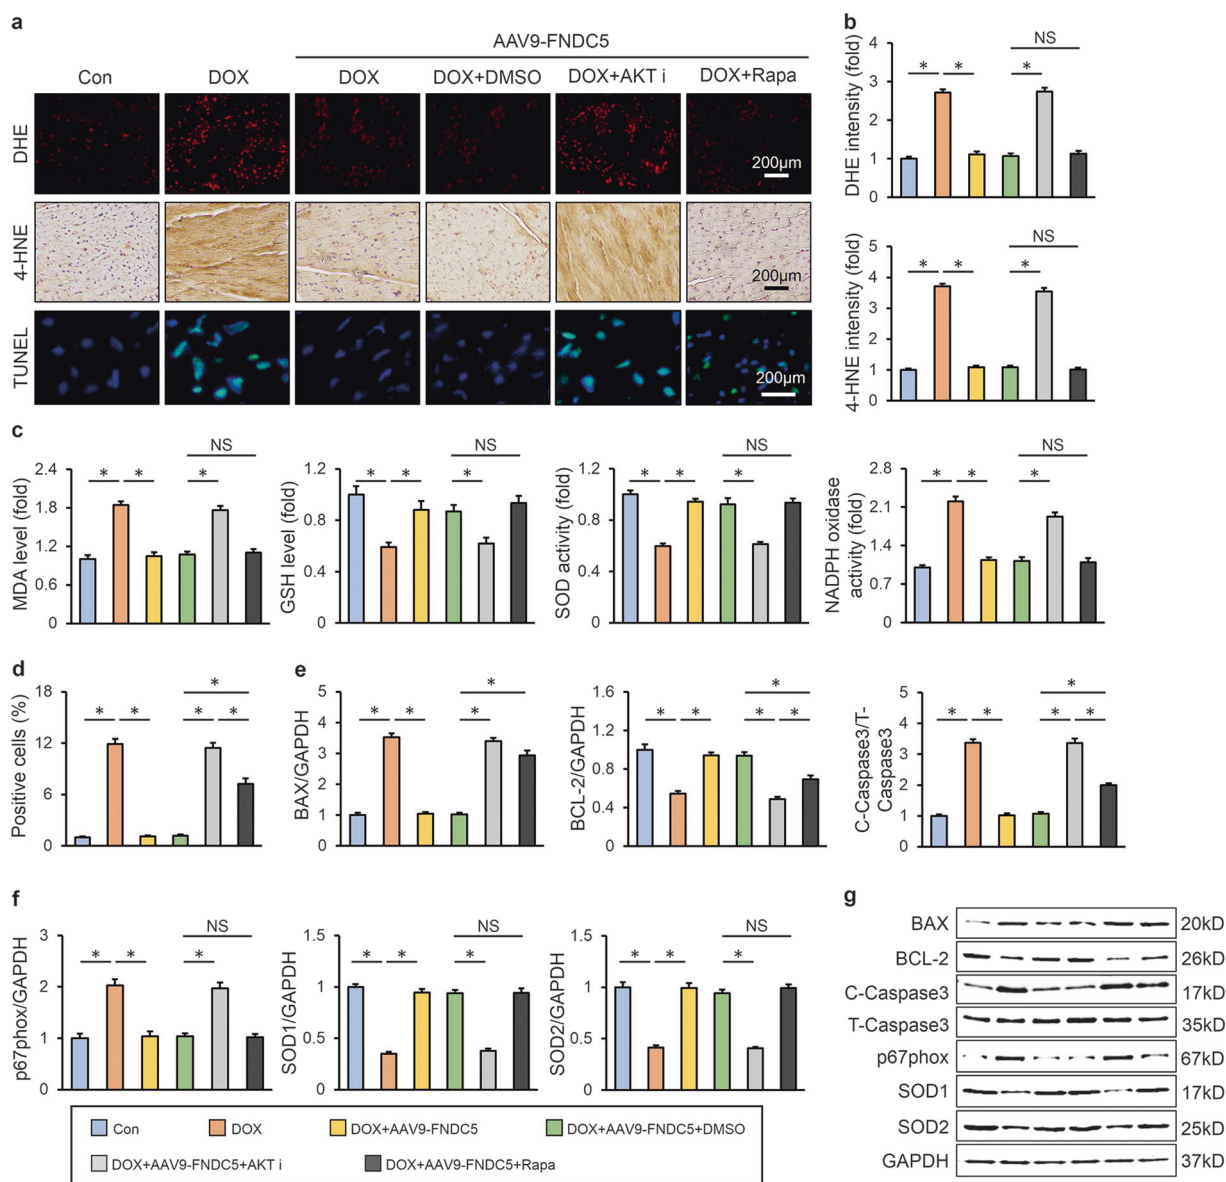 a
AAV9-FNDC5
Con DOX DOX DOX+DMSO DOX+AKT i DOX+Rapa
DHE
200μm
4-HNE
200μm
TUNEL
200μm
b
DHE intensity (fold)
4
3
2
1
0
* * * NS
4-HNE intensity (fold)
5
4
3
2
1
0
* * * NS
c
MDA level (fold)
2.4
1.8
1.2
0.6
0
* * * NS
GSH level (fold)
1.2
0.9
0.6
0.4
0
* * * NS
SOD activity (fold)
1.2
0.9
0.6
0.4
0
* * * NS
NADPH oxidase
activity (fold)
2.8
2.1
1.4
0.7
0
* * * NS
d
Positive cells (%)
18
12
6
0
* * * * *
e
BAX/GAPDH
5
4
3
2
1
0
* * * *
BCL-2/GAPDH
1.6
1.2
0.8
0.4
0
* * * * *
C-Caspase3/T-
Caspase3
5
4
3
2
1
0
* * * * *
f
p67phox/GAPDH
3
2
1
0
* * * NS
SOD1/GAPDH
1.5
1
0.5
0
* * * NS
SOD2/GAPDH
1.5
1
0.5
0
* * * NS
Con DOX DOX+AAV9-FNDC5 DOX+AAV9-FNDC5+DMSO
DOX+AAV9-FNDC5+AKT i DOX+AAV9-FNDC5+Rapa
g
BAX 20kD
BCL-2 26kD
C-Caspase3 17kD
T-Caspase3 35kD
p67phox 67kD
SOD1 17kD
SOD2 25kD
GAPDH 37kD